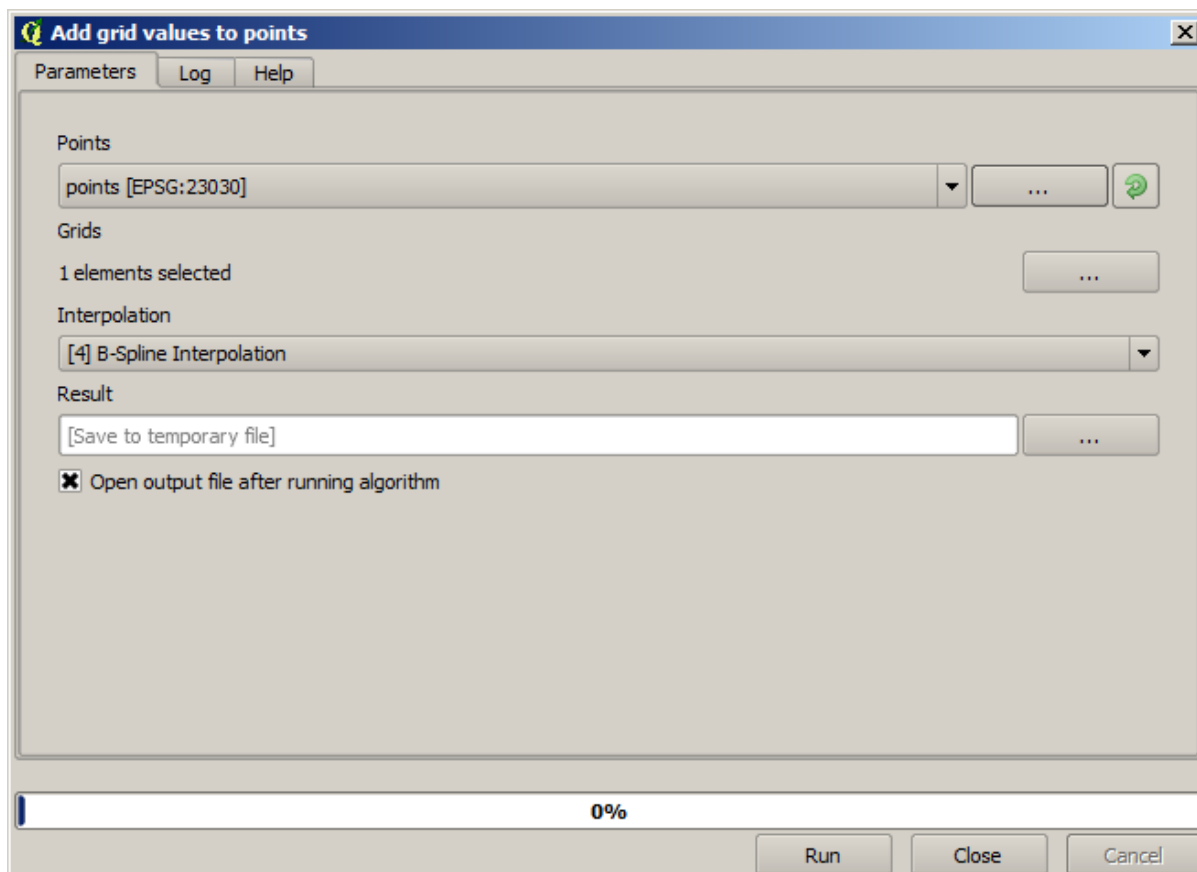 Add grid values to points
Parameters Log Help
Points
points [EPSG:23030] ...
Grids
1 elements selected ...
Interpolation
[4] B-Spline Interpolation
Result
[Save to temporary file] ...
Open output file after running algorithm
0%
Run Close Cancel